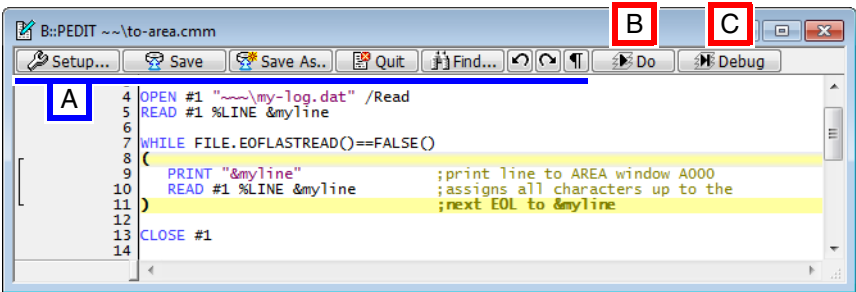 B C
B::PEDIT ~~\to-area.cmm
Setup... Save Save As.. Quit Find... ¶ Do Debug
A
4 OPEN #1 "~~~\my-log.dat" /Read
5 READ #1 %LINE &myline
6
7 WHILE FILE.EOFLASTREAD()==FALSE()
8 (
9 PRINT "&myline" ;print line to AREA window A000
10 READ #1 %LINE &myline ;assigns all characters up to the
11 ) ;next EOL to &myline
12
13 CLOSE #1
14